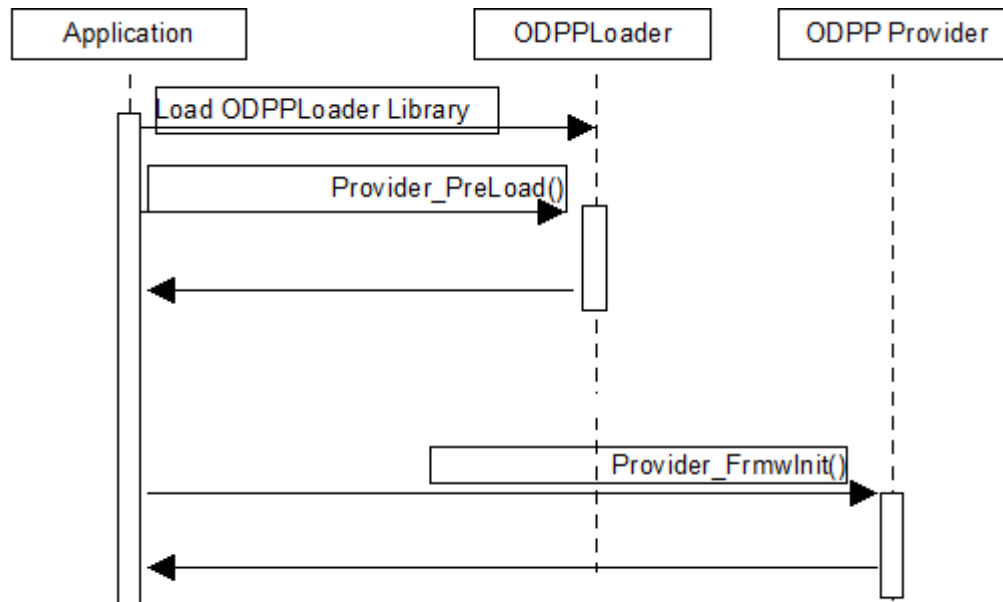 Application
ODPPLoader
ODPP Provider
Load ODPPLoader Library
Provider_PreLoad()
Provider_FrmwInit()